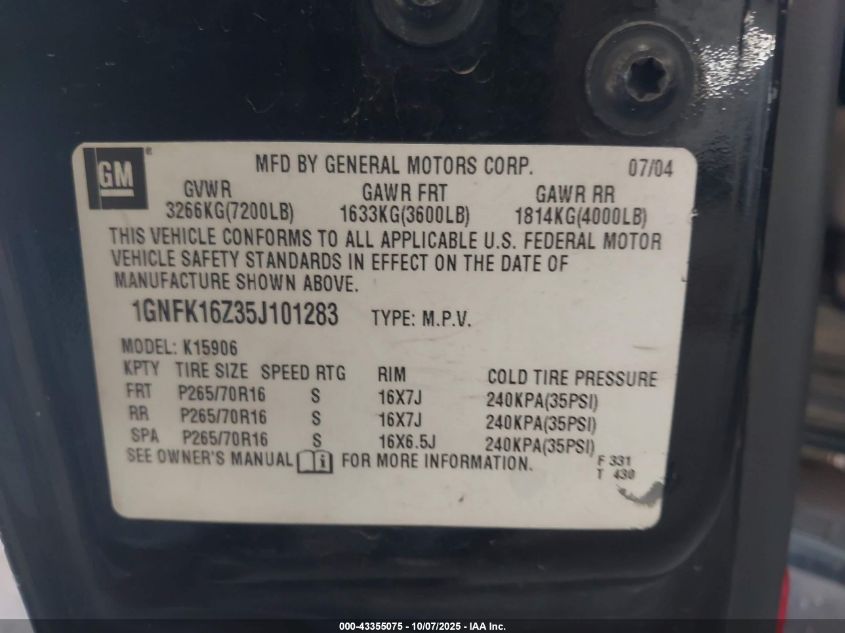 GM ® MFD BY GENERAL MOTORS CORP. 07/04
GVWR GAWR FRT GAWR RR
3266KG(7200LB) 1633KG(3600LB) 1814KG(4000LB)
THIS VEHICLE CONFORMS TO ALL APPLICABLE U.S. FEDERAL MOTOR
VEHICLE SAFETY STANDARDS IN EFFECT ON THE DATE OF
MANUFACTURE SHOWN ABOVE.
1GNFK16Z35J101283 TYPE: M.P.V.
MODEL: K15906
KPTY TIRE SIZE SPEED RTG RIM COLD TIRE PRESSURE
FRT P265/70R16 S 16X7J 240KPA(35PSI)
RR P265/70R16 S 16X7J 240KPA(35PSI)
SPA P265/70R16 S 16X6.5J 240KPA(35PSI)
SEE OWNER'S MANUAL i FOR MORE INFORMATION.
F 331
T 430
000-43355075 - 10/07/2025 - IAA Inc.